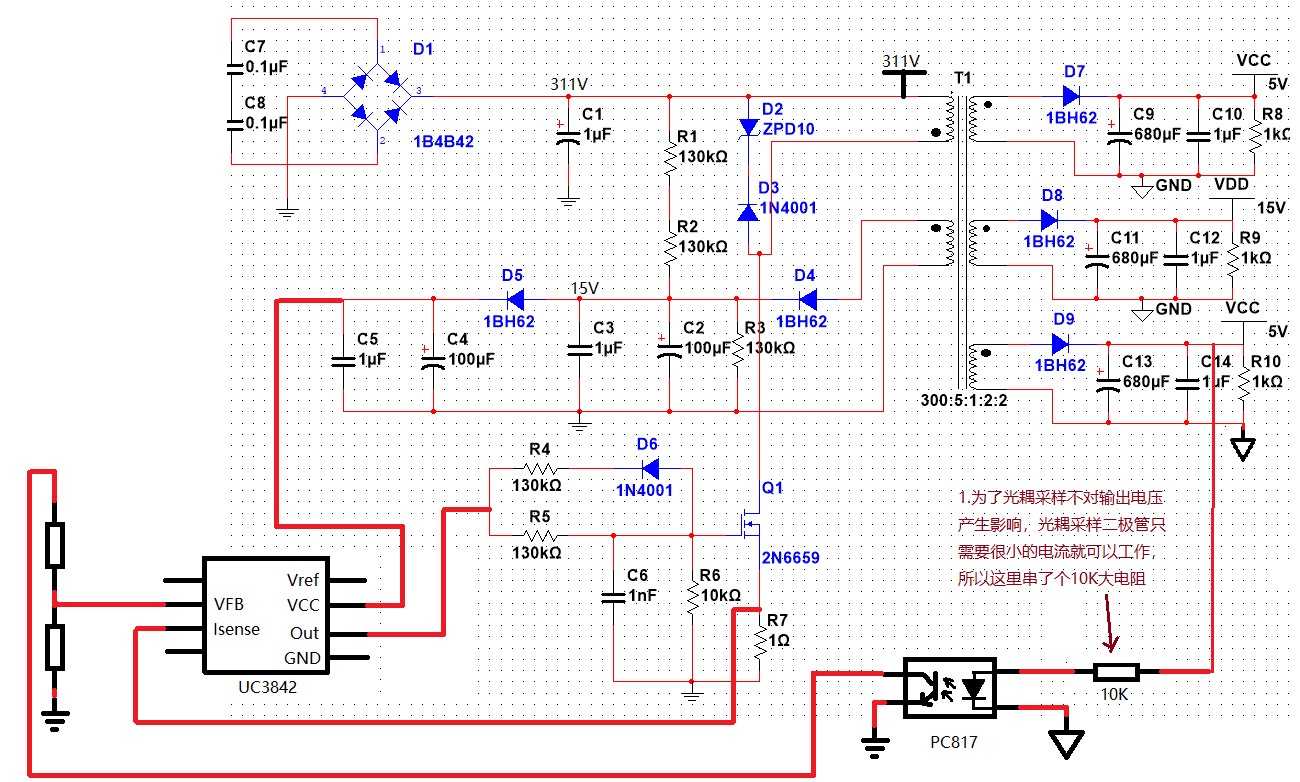 C7
0.1µF
C8
0.1µF
1
2
3
4
D1
1B4B42
311V
C1
1µF
R1
130kΩ
R2
130kΩ
D2
ZPD10
D3
1N4001
311V
T1
300:5:1:2:2
D7
1BH62
C9
680µF
C10
1µF
R8
1kΩ
VCC
5V
GND
D8
1BH62
C11
680µF
C12
1µF
R9
1kΩ
VDD
15V
GND
D9
1BH62
C13
680µF
C14
1µF
R10
1kΩ
VCC
5V
D5
1BH62
15V
D4
1BH62
C5
1µF
C4
100µF
C3
1µF
C2
100µF
R3
130kΩ
R4
130kΩ
D6
1N4001
R5
130kΩ
C6
1nF
R6
10kΩ
Q1
2N6659
R7
1Ω
VFB
Isense
Vref
VCC
Out
GND
UC3842
1.为了光耦采样不对输出电压
产生影响，光耦采样二极管只
需要很小的电流就可以工作，
所以这里串了个10K大电阻
10K
PC817